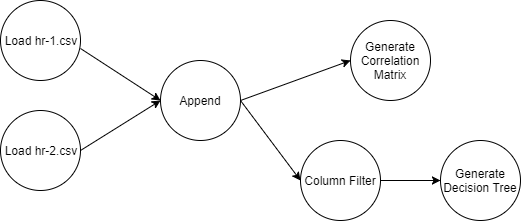 Load hr-1.csv
Load hr-2.csv
Append
Generate
Correlation
Matrix
Column Filter
Generate
Decision Tree